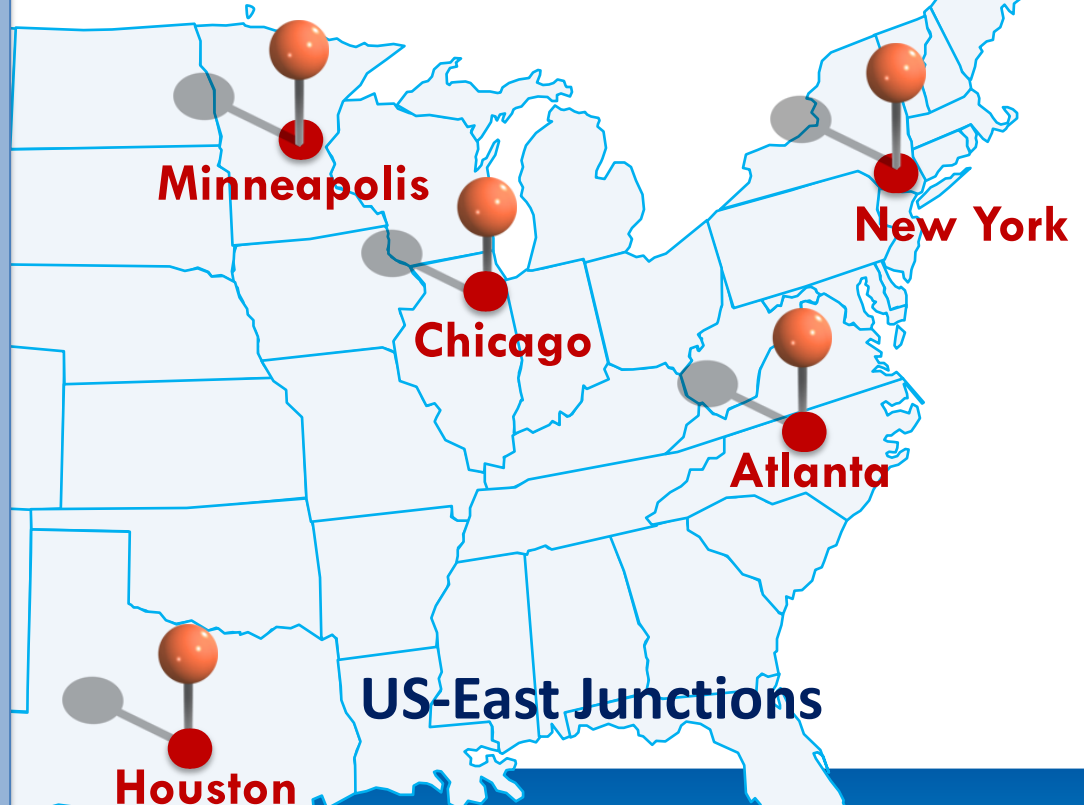 Minneapolis
New York
Chicago
Atlanta
US-East Junctions
Houston